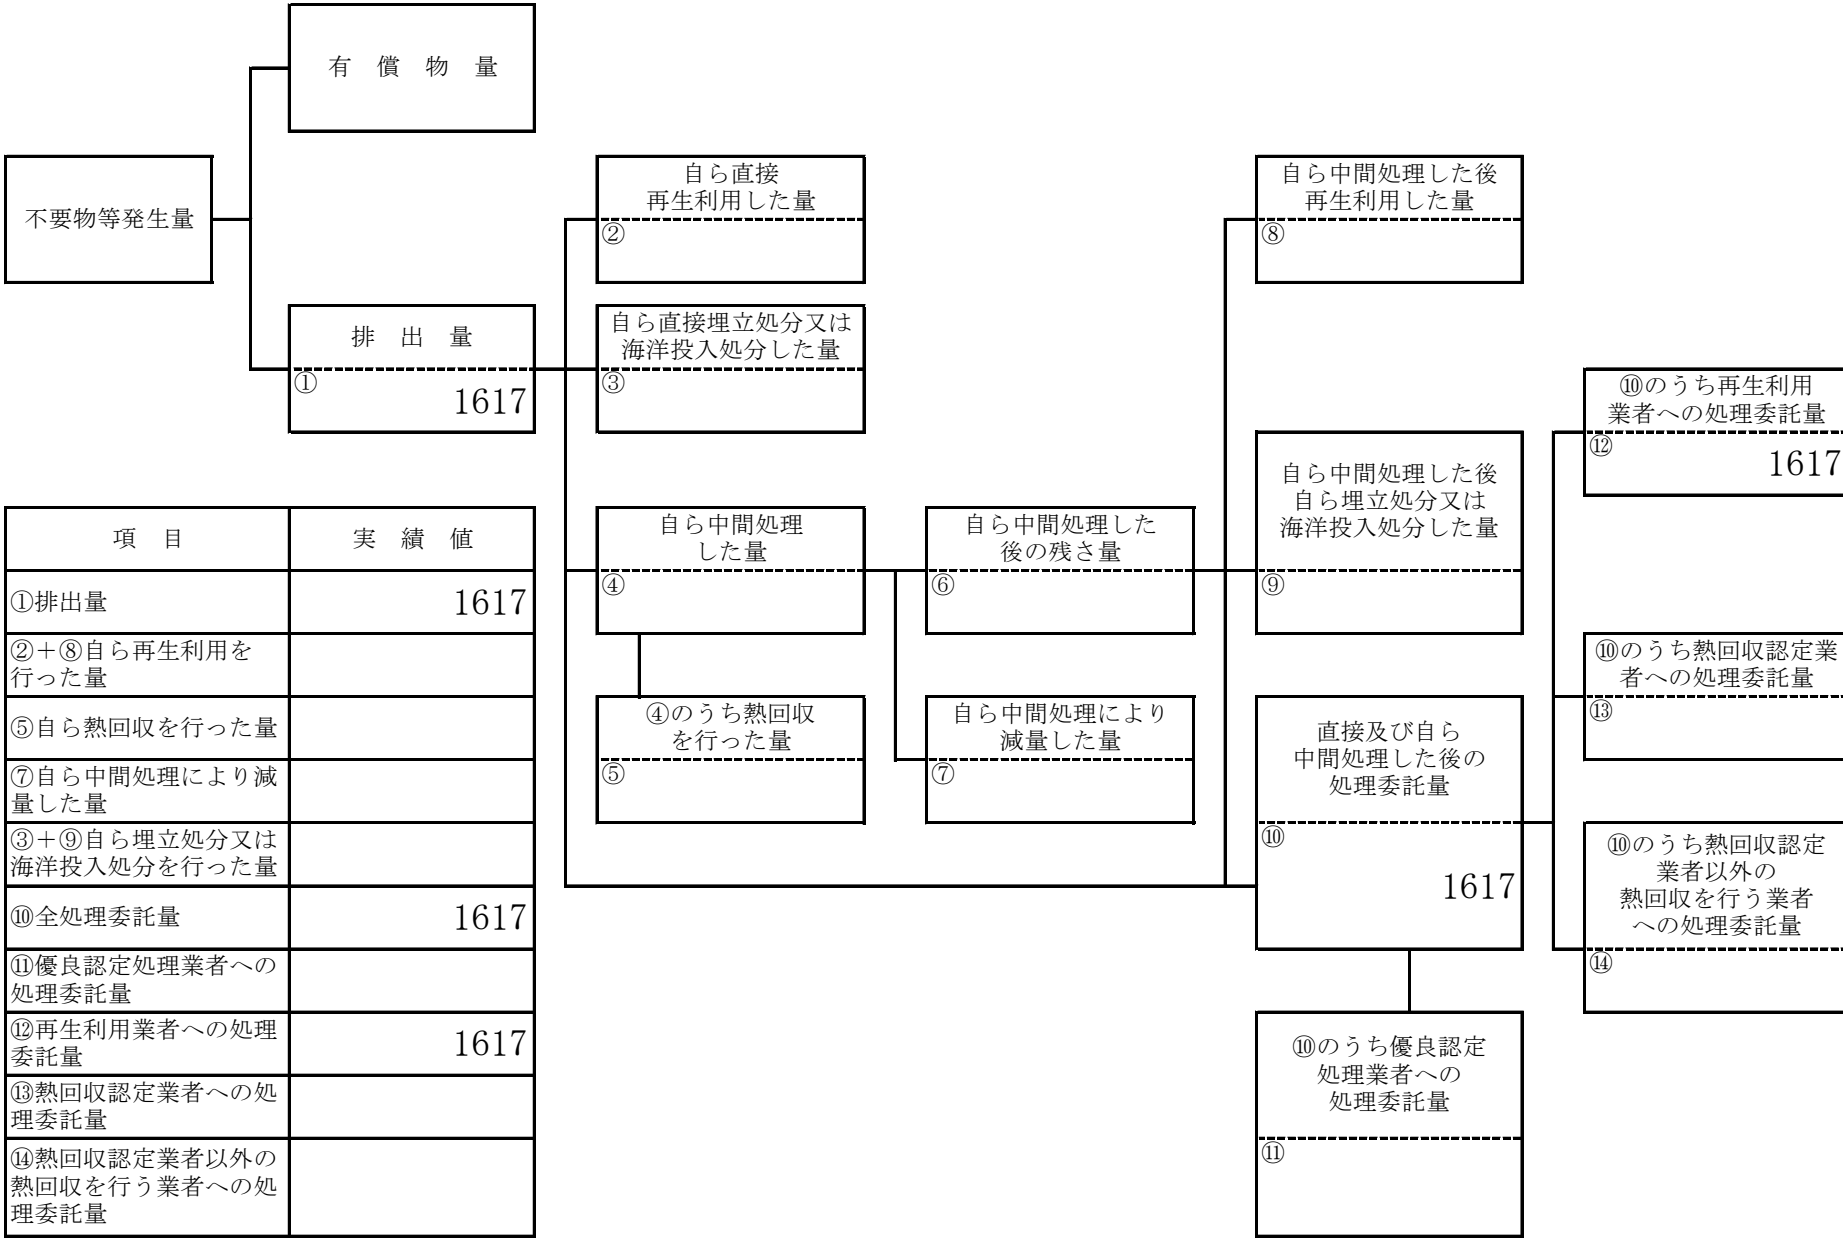 有 償 物 量
不要物等発生量
排 出 量
①
1617
自ら直接
再生利用した量
②
自ら直接埋立処分又は
海洋投入処分した量
③
自ら中間処理
した量
④
④のうち熱回収
を行った量
⑤
自ら中間処理した
後の残さ量
⑥
自ら中間処理により
減量した量
⑦
自ら中間処理した後
再生利用した量
⑧
自ら中間処理した後
自ら埋立処分又は
海洋投入処分した量
⑨
直接及び自ら
中間処理した後の
処理委託量
⑩
1617
⑩のうち優良認定
処理業者への
処理委託量
⑪
⑩のうち再生利用
業者への処理委託量
⑫
1617
⑩のうち熱回収認定業
者への処理委託量
⑬
⑩のうち熱回収認定
業者以外の
熱回収を行う業者
への処理委託量
⑭
項 目 実 績 値
①排出量 1617
②＋⑧自ら再生利用を
行った量
⑤自ら熱回収を行った量
⑦自ら中間処理により減
量した量
③＋⑨自ら埋立処分又は
海洋投入処分を行った量
⑩全処理委託量 1617
⑪優良認定処理業者への
処理委託量
⑫再生利用業者への処理
委託量 1617
⑬熱回収認定業者への処
理委託量
⑭熱回収認定業者以外の
熱回収を行う業者への処
理委託量